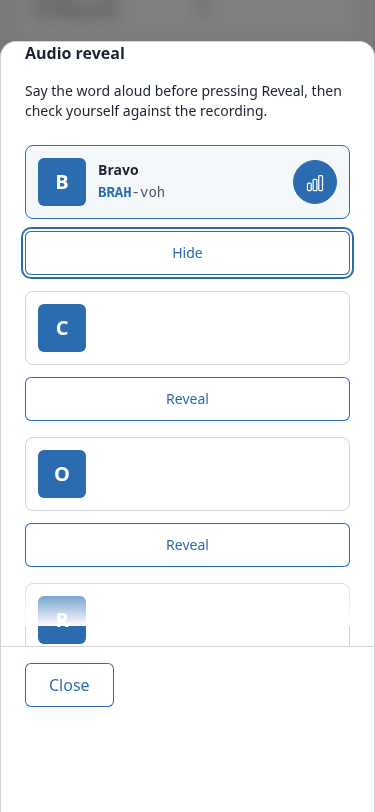 Audio reveal
Say the word aloud before pressing Reveal, then
check yourself against the recording.
B
Bravo
BRAH-voh
Hide
C
Reveal
O
Reveal
Close